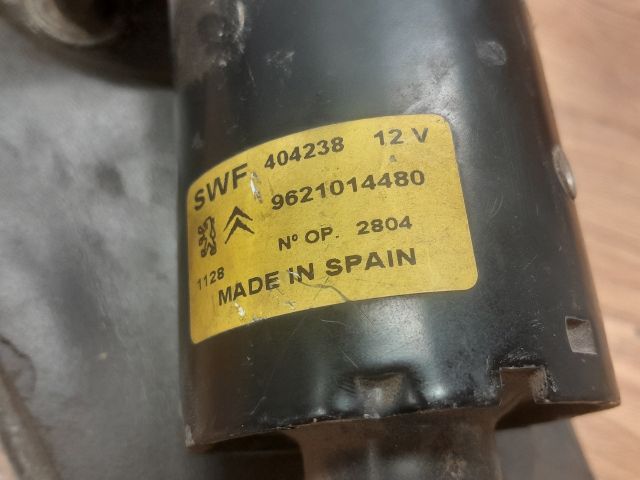 SWF 404238 12 V
9621014480
Nº OP. 2804
1128
MADE IN SPAIN